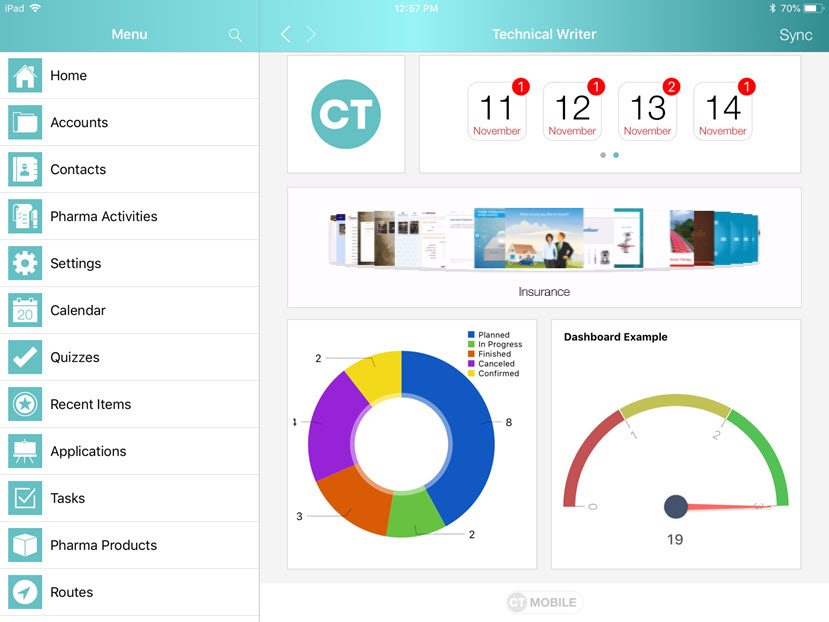 iPad 12:57 PM 70%
Menu
Technical Writer
Sync
Home
Accounts
Contacts
Pharma Activities
Settings
Calendar
20
Quizzes
Recent Items
Applications
Tasks
Pharma Products
Routes
CT
11 1
November
12 1
November
13 2
November
14 1
November
Insurance
Planned
In Progress
Finished
Canceled
Confirmed
2
8
3
2
Dashboard Example
0
1
2
3
19
CT MOBILE